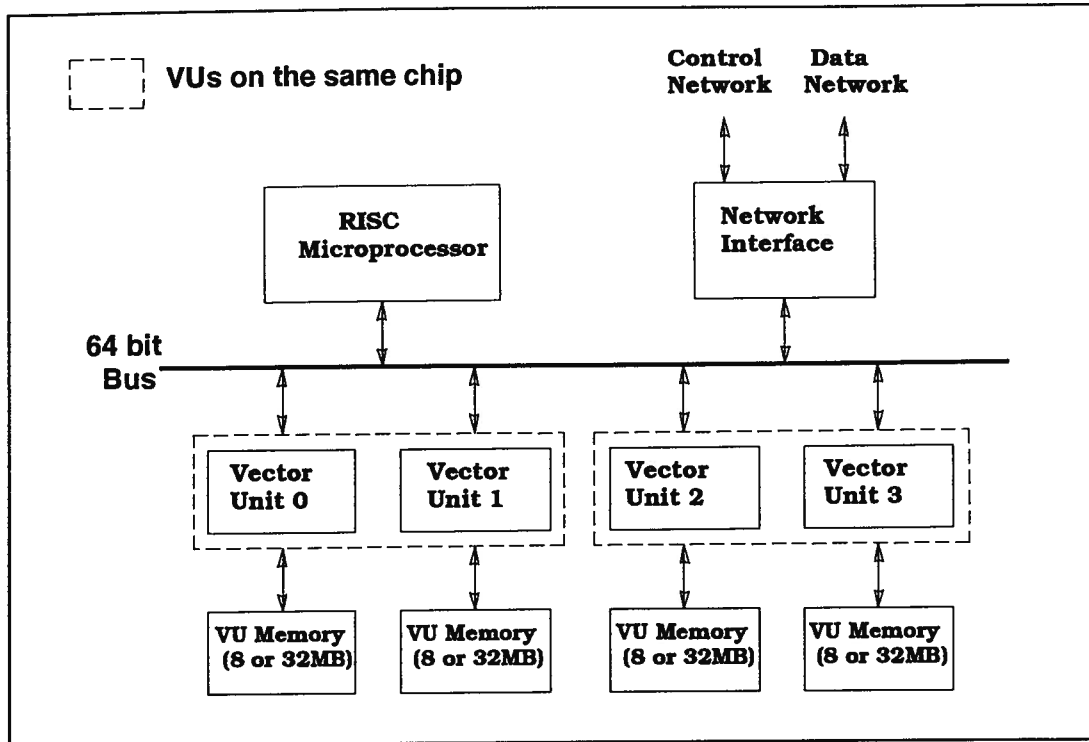 VUs on the same chip
Control
Network
Data
Network
RISC
Microprocessor
Network
Interface
64 bit
Bus
Vector
Unit 0
Vector
Unit 1
Vector
Unit 2
Vector
Unit 3
VU Memory
(8 or 32MB)
VU Memory
(8 or 32MB)
VU Memory
(8 or 32MB)
VU Memory
(8 or 32MB)